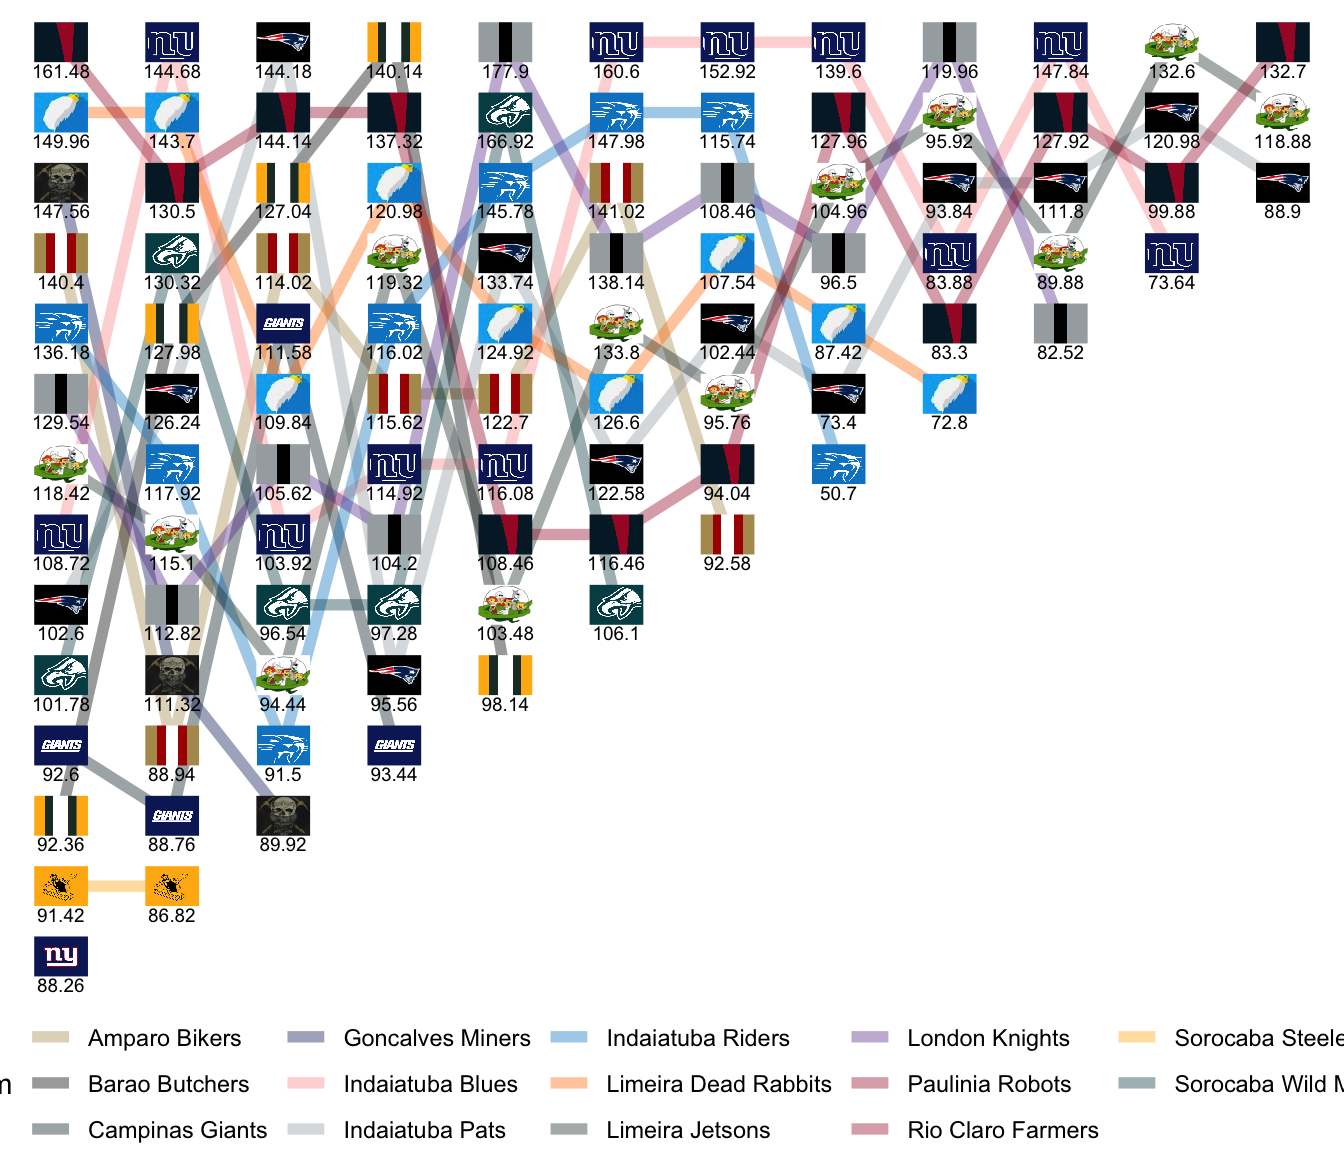 161.48 144.68 144.18 140.14 177.9 160.6 152.92 139.6 119.96 147.84 132.6 132.7
149.96 143.7 144.14 137.32 166.92 147.98 115.74 127.96 95.92 127.92 120.98 118.88
147.56 130.5 127.04 120.98 145.78 141.02 108.46 104.96 93.84 111.8 99.88 88.9
140.4 130.32 114.02 119.32 133.74 138.14 107.54 96.5 83.88 89.88 73.64
GIANTS
136.18 127.98 111.58 116.02 124.92 133.8 102.44 87.42 83.3 82.52
129.54 126.24 109.84 115.62 122.7 126.6 95.76 73.4 72.8
118.42 117.92 105.62 114.92 116.08 122.58 94.04 50.7
108.72 115.1 103.92 104.2 108.46 116.46 92.58
102.6 112.82 96.54 97.28 103.48 106.1
101.78 111.32 94.44 95.56 98.14
GIANTS GIANTS
92.6 88.94 91.5 93.44
GIANTS
92.36 88.76 89.92
91.42 86.82
ny
88.26
Amparo Bikers Goncalves Miners Indaiatuba Riders London Knights Sorocaba Steele
m Barao Butchers Indaiatuba Blues Limeira Dead Rabbits Paulinia Robots Sorocaba Wild M
Campinas Giants Indaiatuba Pats Limeira Jetsons Rio Claro Farmers